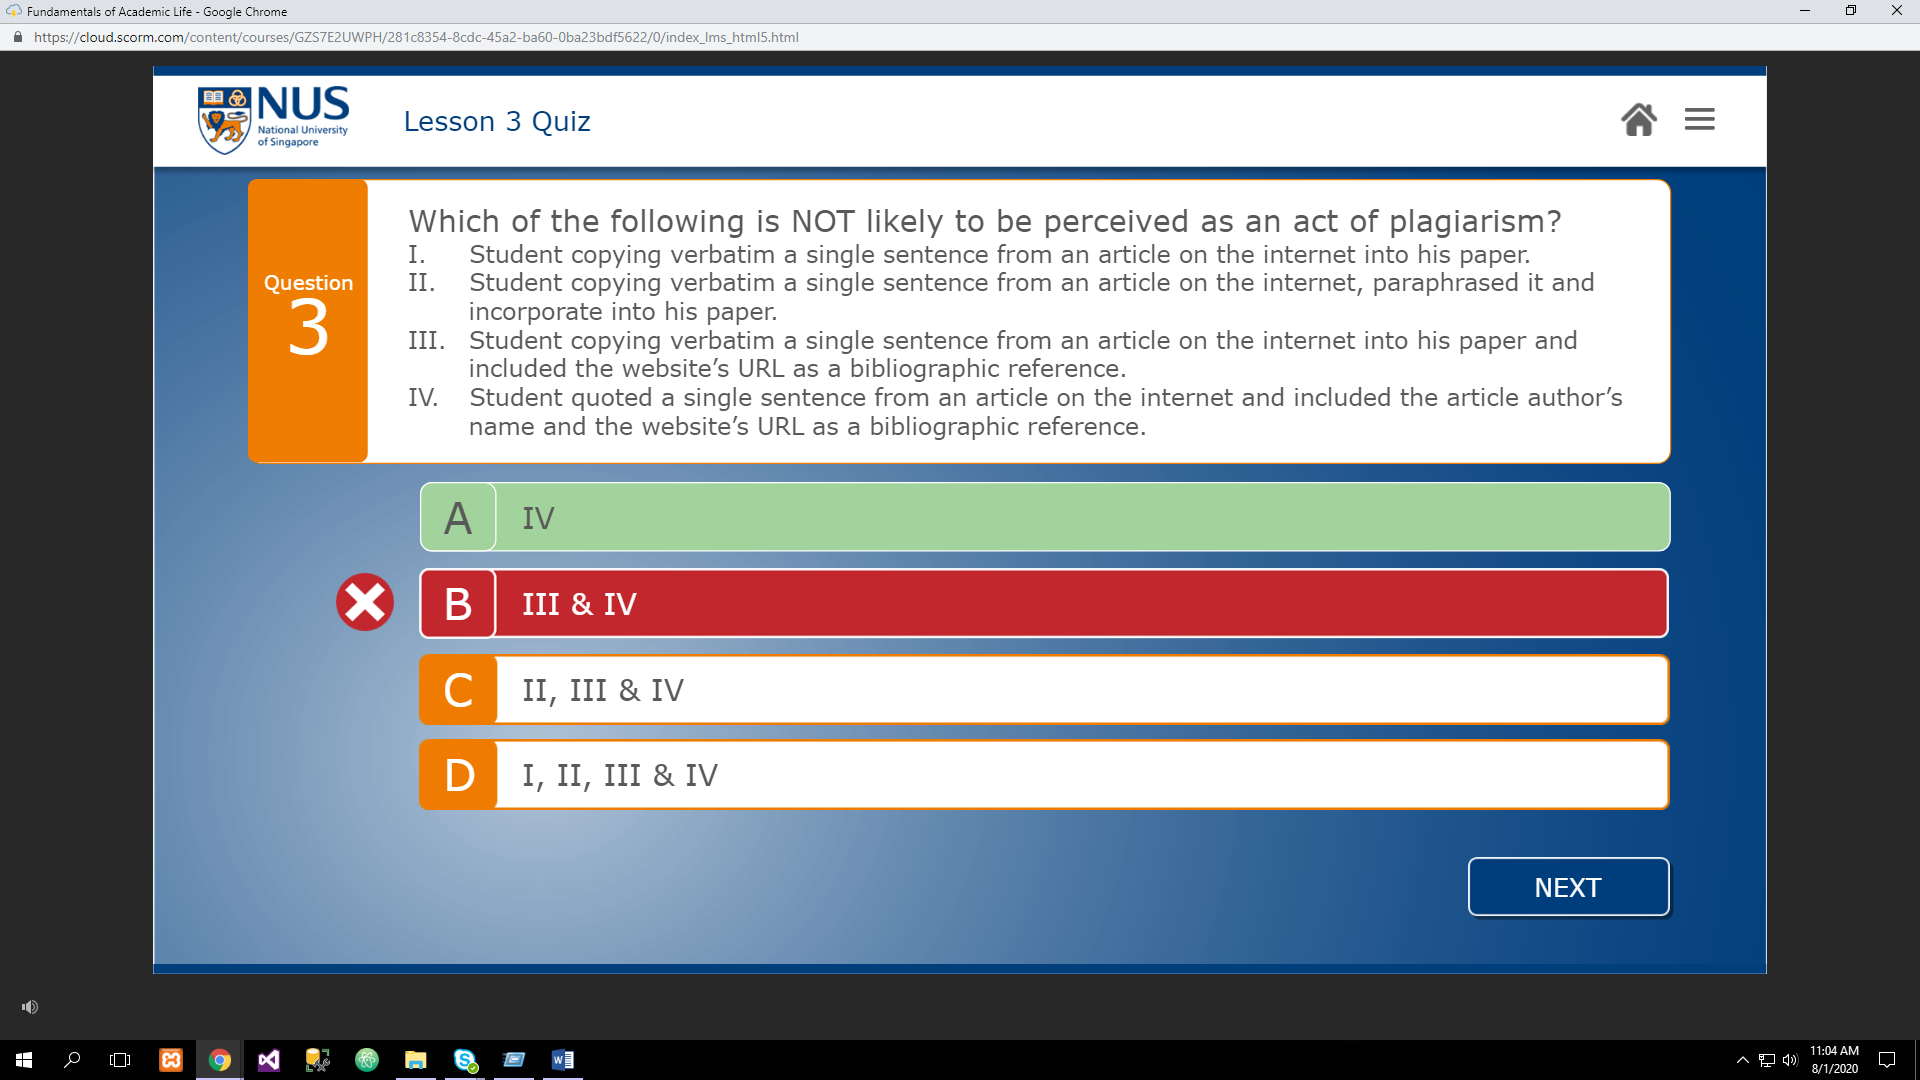 Fundamentals of Academic Life - Google Chrome
https://cloud.scorm.com/content/courses/GZS7E2UWPH/281c8354-8cdc-45a2-ba60-0ba23bdf5622/0/index_lms_html5.html
NUS
National University
of Singapore
Lesson 3 Quiz
Question
3
Which of the following is NOT likely to be perceived as an act of plagiarism?
I. Student copying verbatim a single sentence from an article on the internet into his paper.
II. Student copying verbatim a single sentence from an article on the internet, paraphrased it and
incorporate into his paper.
III. Student copying verbatim a single sentence from an article on the internet into his paper and
included the website’s URL as a bibliographic reference.
IV. Student quoted a single sentence from an article on the internet and included the article author’s
name and the website’s URL as a bibliographic reference.
A IV
B III & IV
C II, III & IV
D I, II, III & IV
NEXT
11:04 AM
8/1/2020